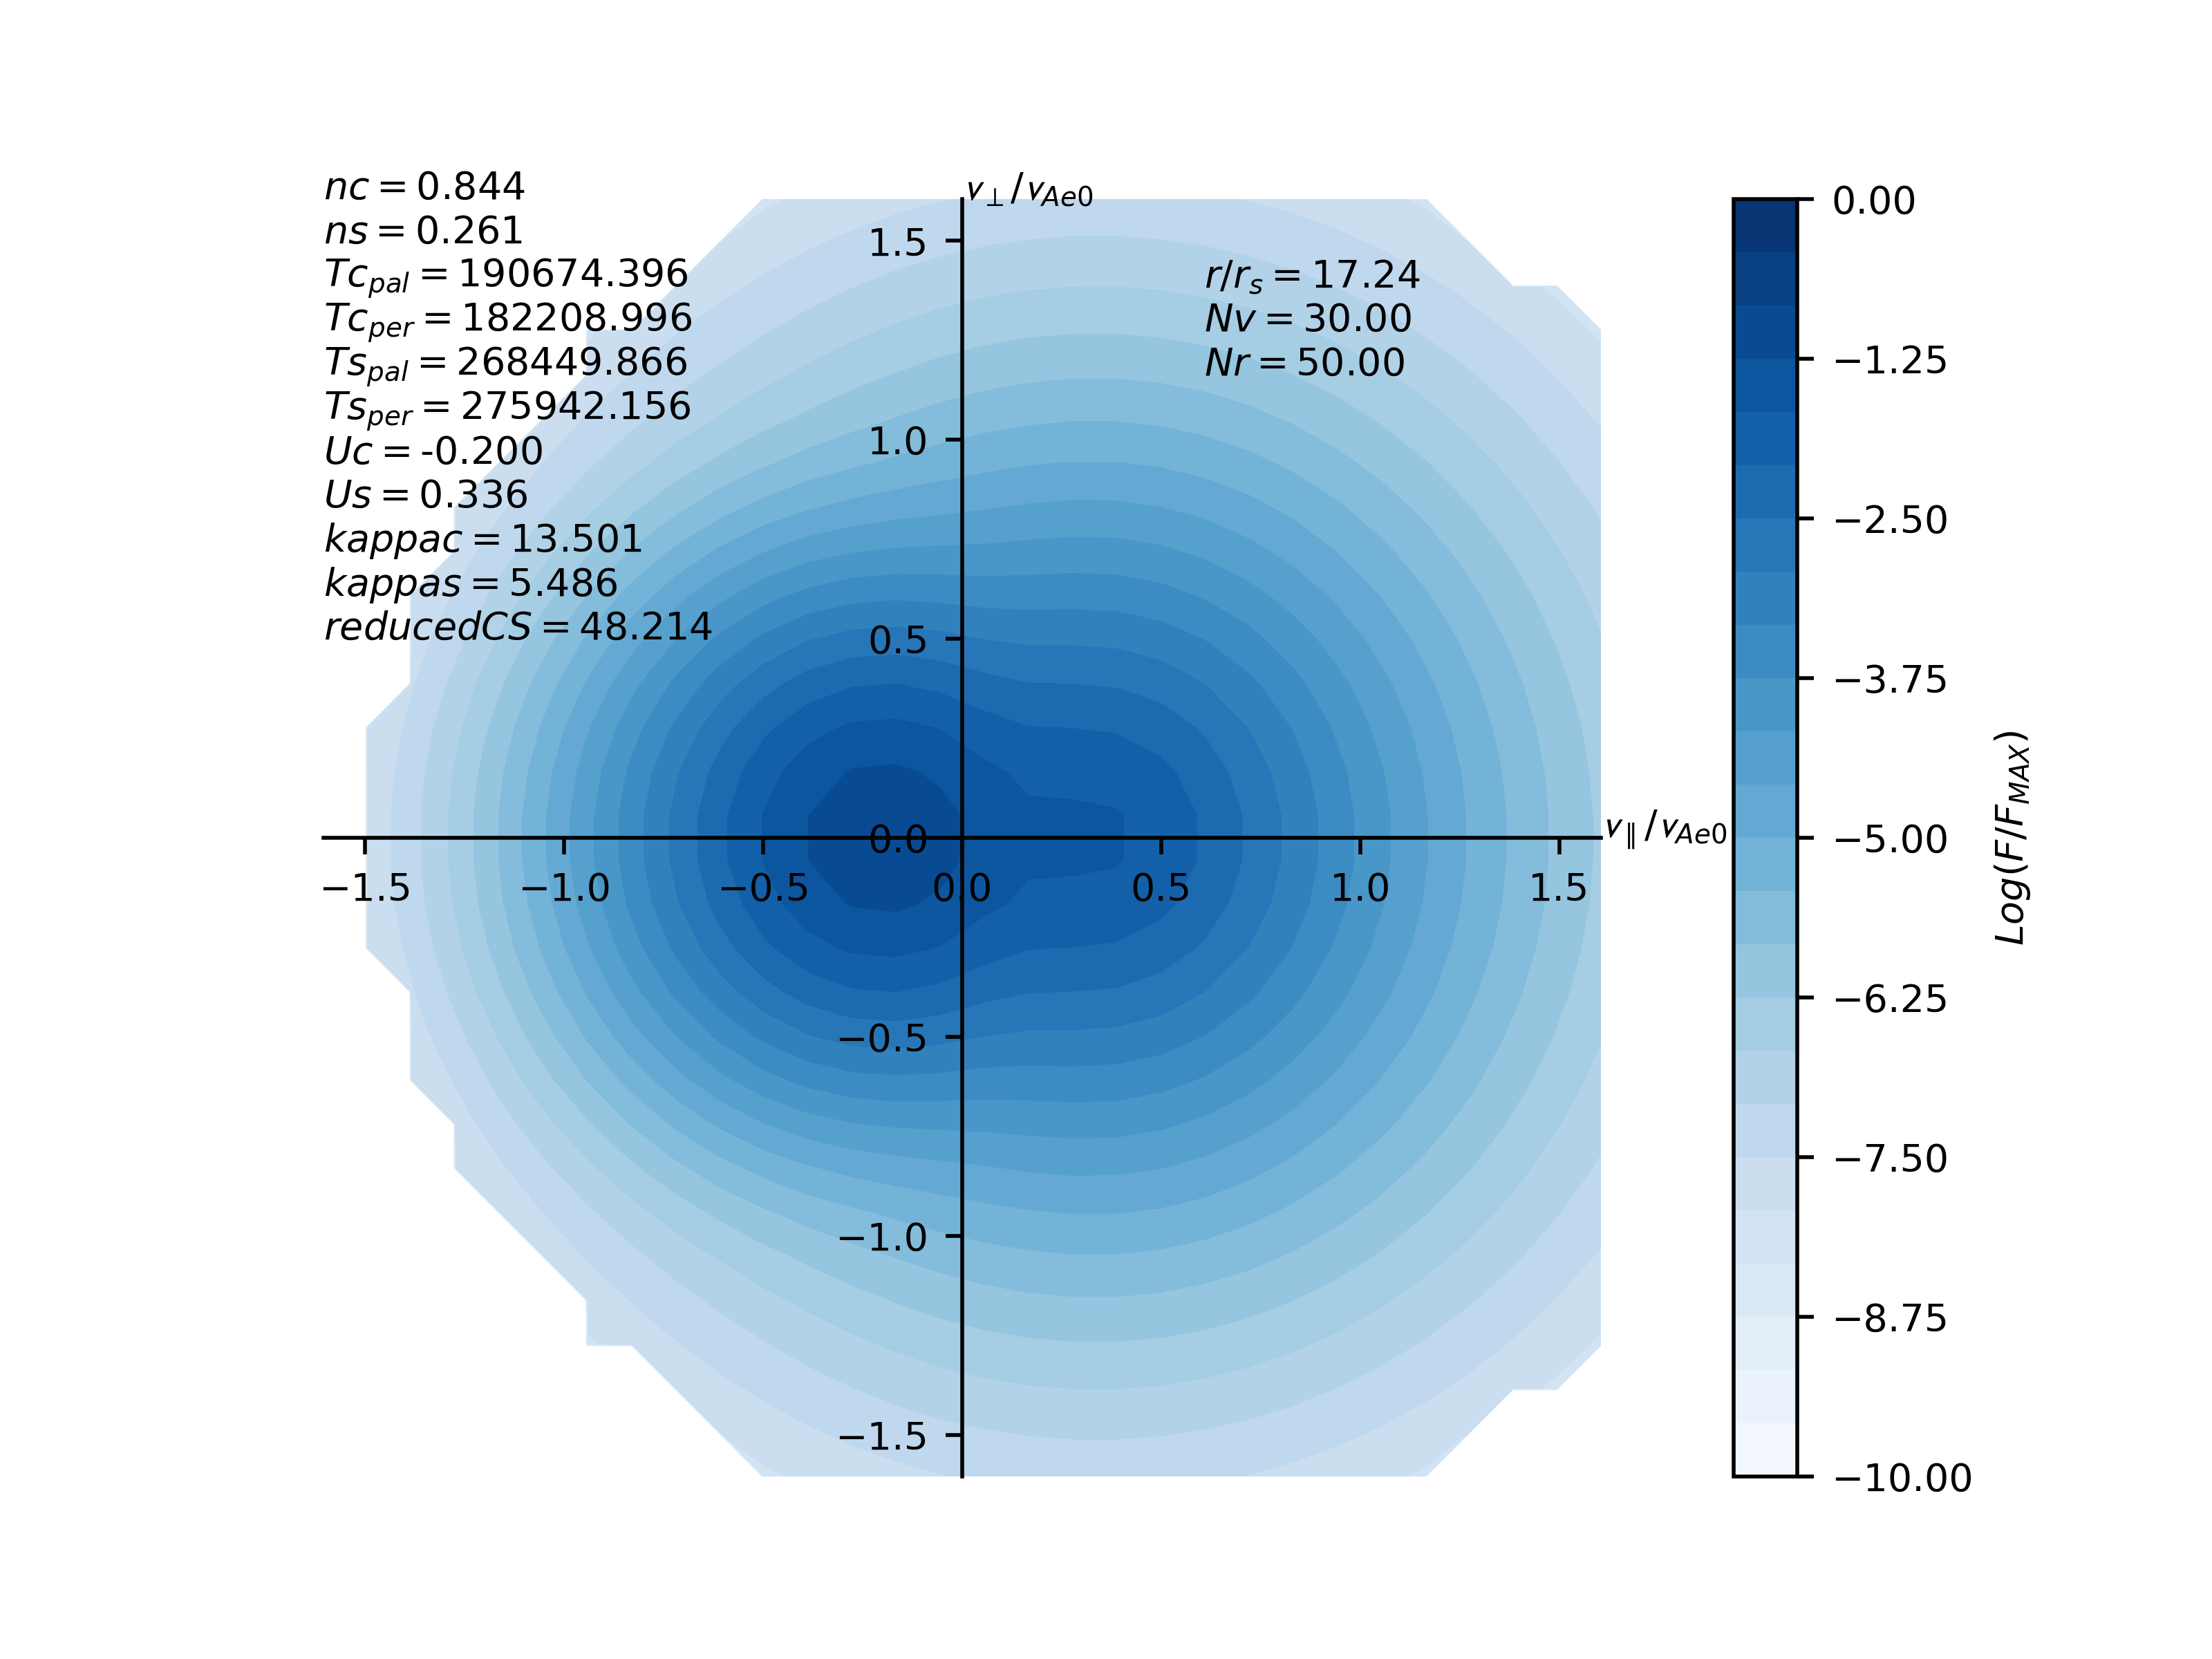 nc = 0.844
ns = 0.261
Tc_pal = 190674.396
Tc_per = 182208.996
Ts_pal = 268449.866
Ts_per = 275942.156
Uc = -0.200
Us = 0.336
kappac = 13.501
kappas = 5.486
reducedCS = 48.214
v⊥/v_Ae0
r/r_s = 17.24
Nv = 30.00
Nr = 50.00
1.5
1.0
0.5
0.0
−0.5
−1.0
−1.5
−1.5 −1.0 −0.5 0.0 0.5 1.0 1.5
v∥/v_Ae0
0.00
−1.25
−2.50
−3.75
−5.00
−6.25
−7.50
−8.75
−10.00
Log(F/F_MAX)